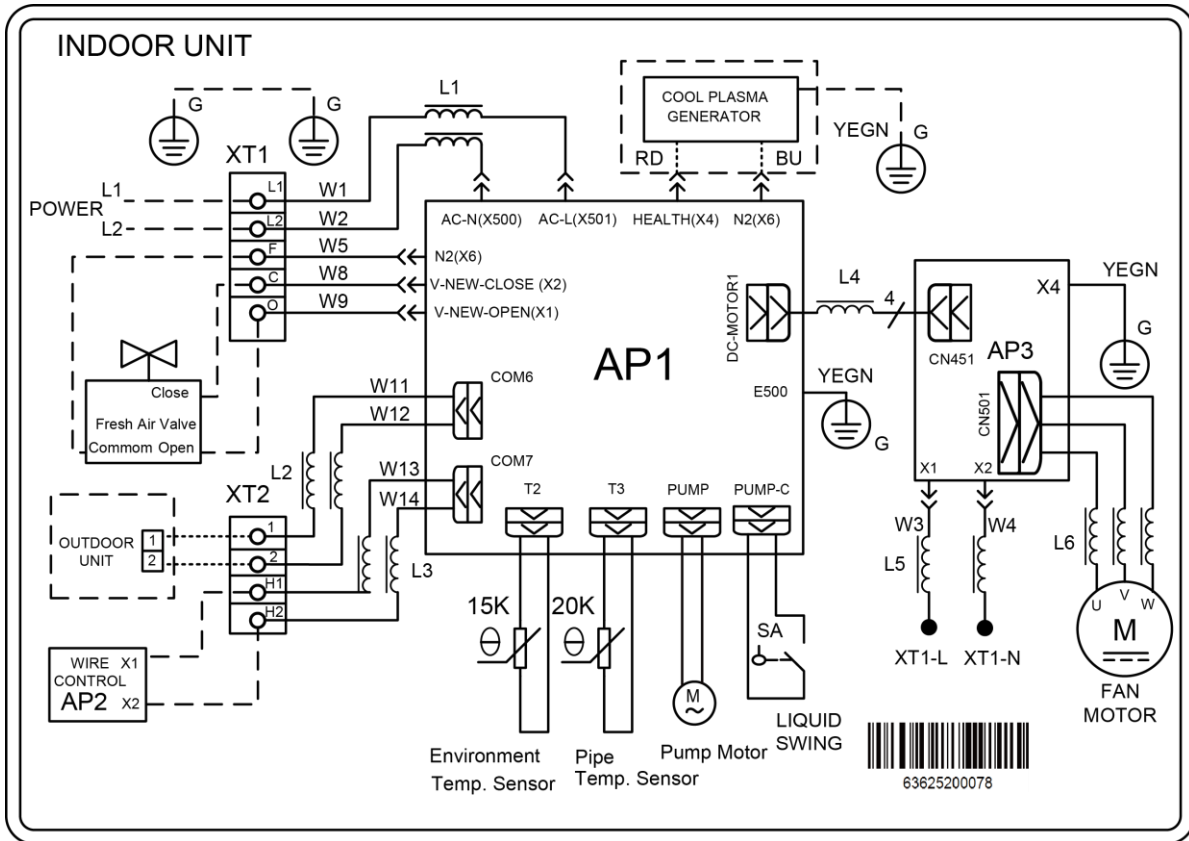 INDOOR UNIT
G
G
L1
COOL PLASMA
GENERATOR
YEGN
G
RD
BU
XT1
POWER
L1
L2
L1
L2
F
C
O
W1
W2
W5
W8
W9
AC-N(X500)
AC-L(X501)
HEALTH(X4)
N2(X6)
N2(X6)
V-NEW-CLOSE (X2)
V-NEW-OPEN(X1)
DC-MOTOR1
L4
4
CN451
X4
YEGN
G
AP1
AP3
CN501
E500
YEGN
G
Close
Fresh Air Valve
Commom Open
W11
W12
COM6
L2
W13
W14
COM7
XT2
1
2
H1
H2
L3
OUTDOOR
UNIT
1
2
WIRE
CONTROL
AP2
X1
X2
T2
T3
PUMP
PUMP-C
X1
X2
W3
W4
L5
L6
15K
20K
SA
M
U
V
W
M
XT1-L
XT1-N
FAN
MOTOR
LIQUID
SWING
Environment
Temp. Sensor
Pipe
Temp. Sensor
Pump Motor
63625200078